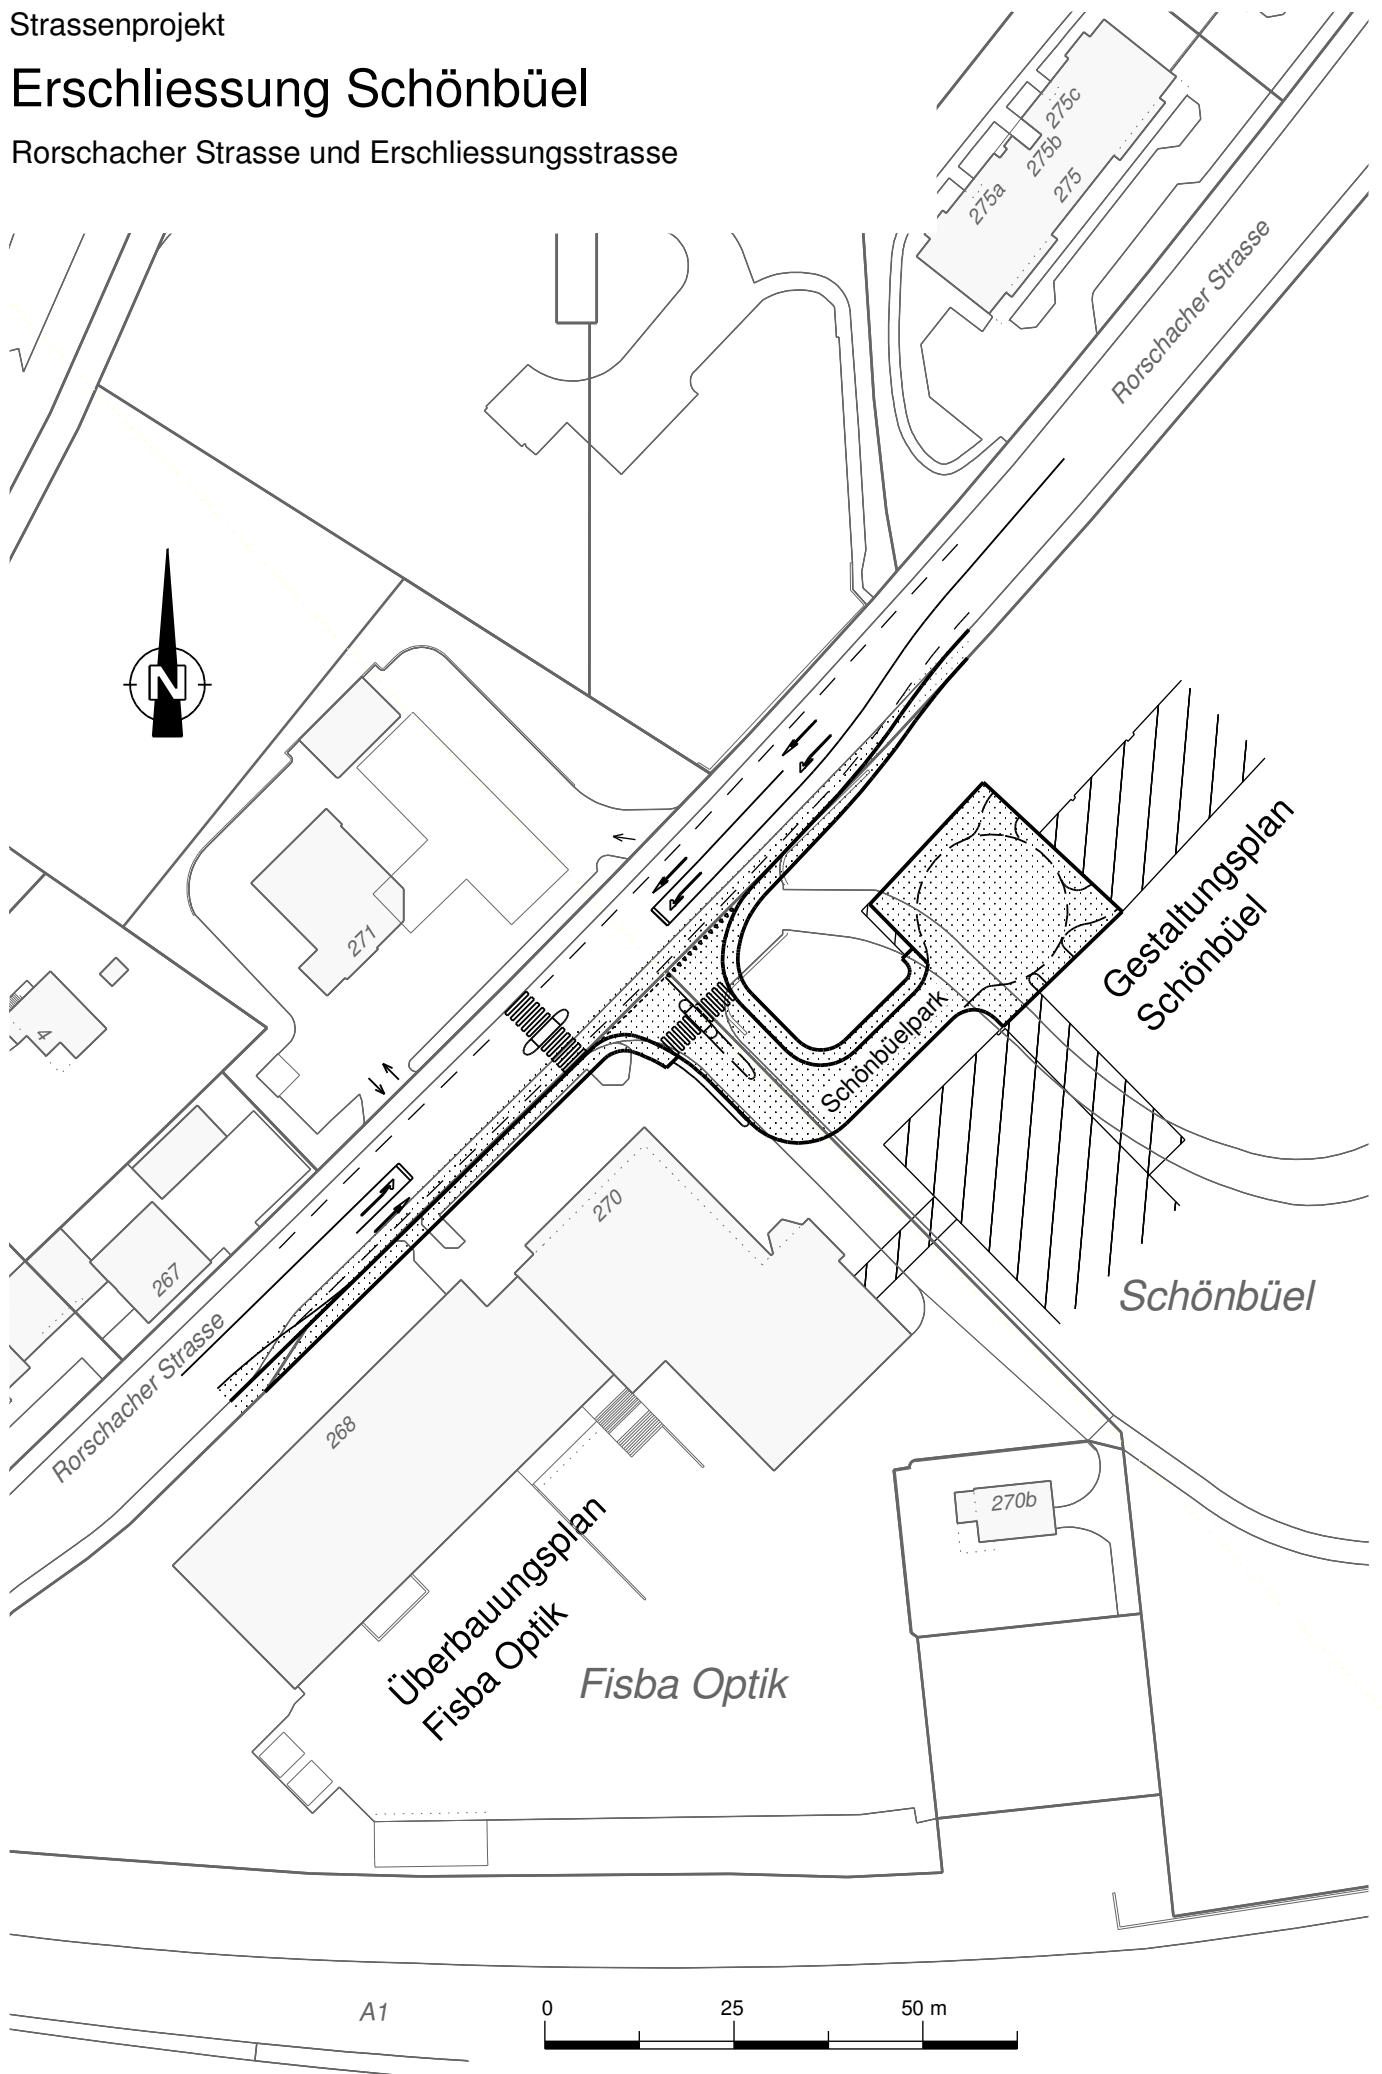 Strassenprojekt
Erschliessung Schönbüel
Rorschacher Strasse und Erschliessungsstrasse
275c
275b
275a
275
Rorschacher Strasse
N
Gestaltungsplan
Schönbüel
271
4
Schönbüelpark
270
267
Schönbüel
Rorschacher Strasse
268
270b
Überbauungsplan
Fisba Optik
Fisba Optik
A1
0 25 50 m